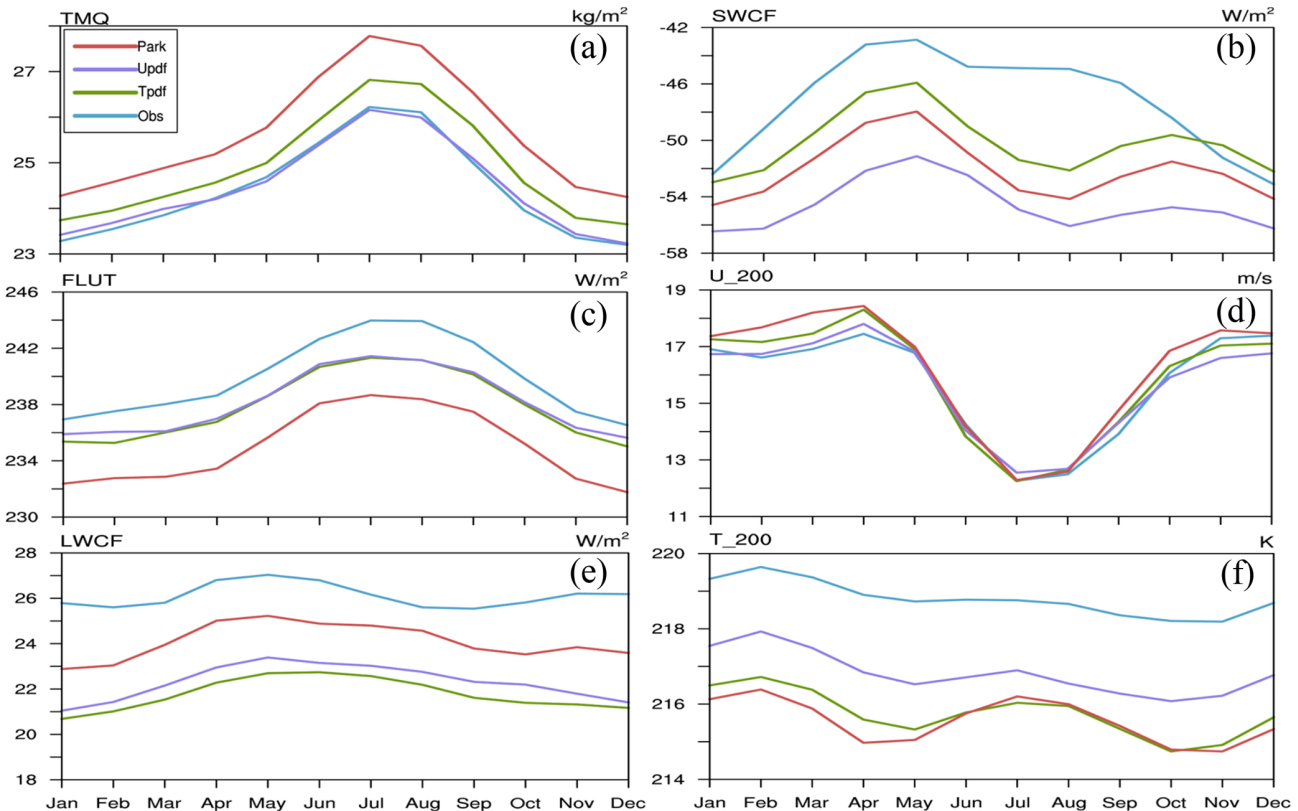 TMQ kg/m²
(a)
Park
Updf
Tpdf
Obs
27
25
23
SWCF W/m²
(b)
-42
-46
-50
-54
-58
FLUT W/m²
(c)
246
242
238
234
230
U_200 m/s
(d)
19
17
15
13
11
LWCF W/m²
(e)
28
26
24
22
20
18
Jan Feb Mar Apr May Jun Jul Aug Sep Oct Nov Dec
T_200 K
(f)
220
218
216
214
Jan Feb Mar Apr May Jun Jul Aug Sep Oct Nov Dec